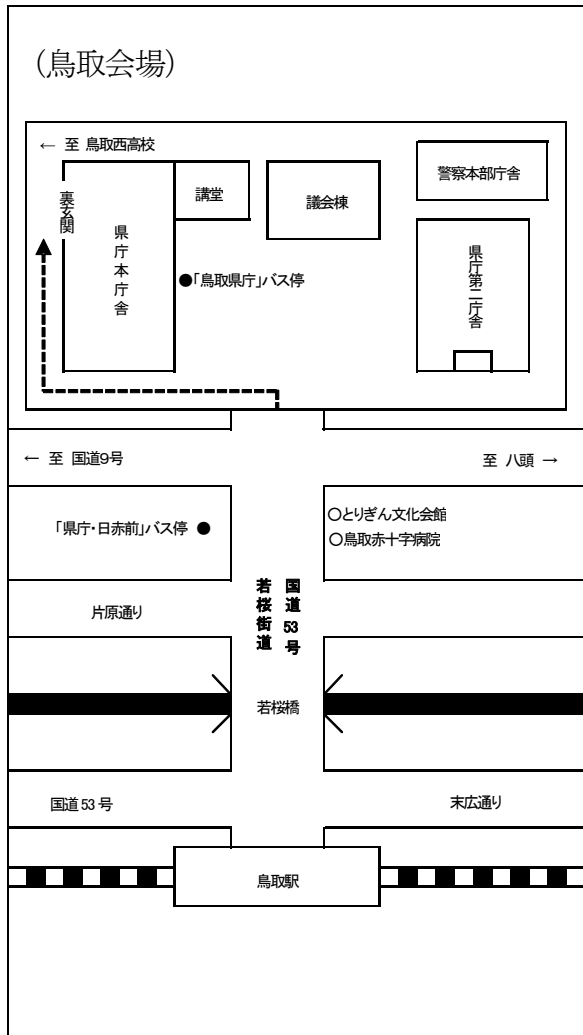 (鳥取会場)
← 至 鳥取西高校
警察本部庁舎
講堂
議会棟
裏玄関
県庁本庁舎
県庁第二庁舎
●「鳥取県庁」バス停
← 至 国道9号
至 八頭 →
「県庁・日赤前」バス停 ●
○とりぎん文化会館
○鳥取赤十字病院
国道53号
若桜街道
片原通り
若桜橋
国道53号
末広通り
鳥取駅